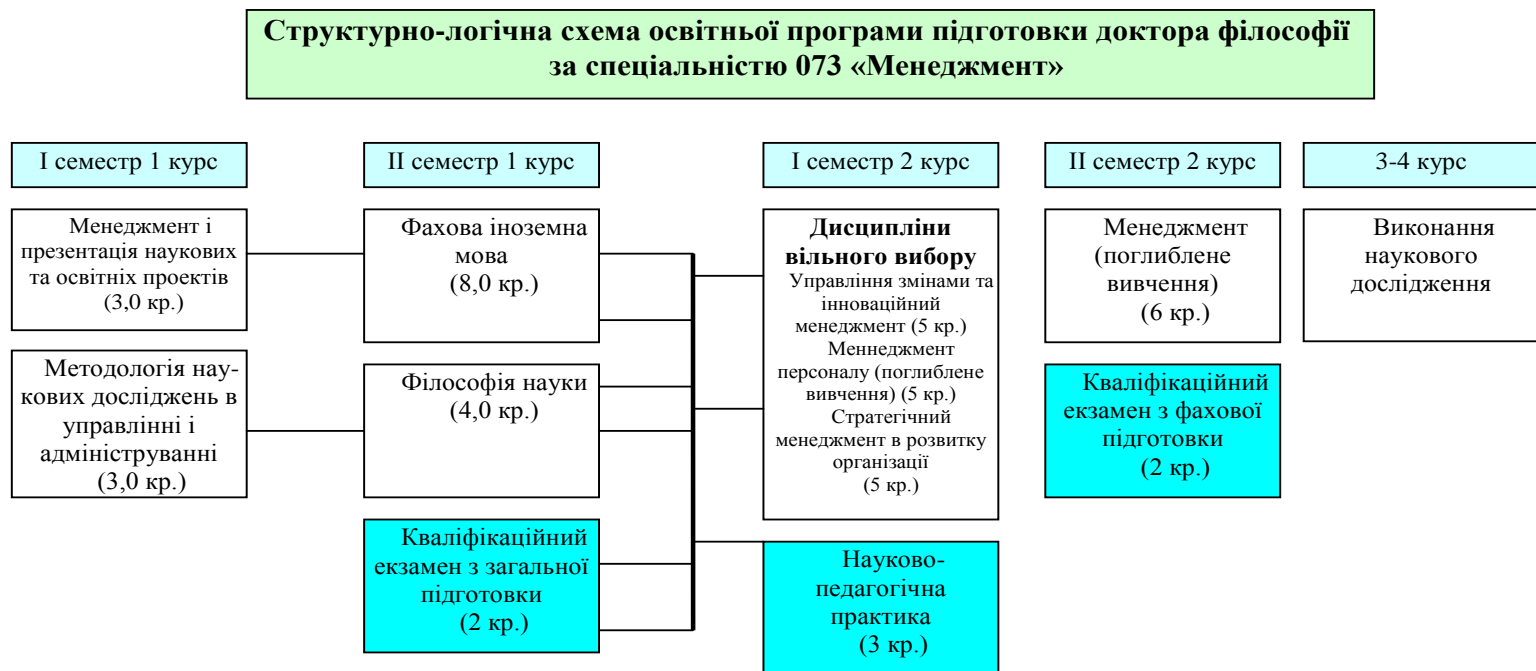 Структурно-логічна схема освітньої програми підготовки доктора філософії
за спеціальністю 073 «Менеджмент»
І семестр 1 курс
ІІ семестр 1 курс
І семестр 2 курс
ІІ семестр 2 курс
3-4 курс
Менеджмент і
презентація наукових
та освітніх проектів
(3,0 кр.)
Методологія нау-
кових досліджень в
управлінні і
адмініструванні
(3,0 кр.)
Фахова іноземна
мова
(8,0 кр.)
Філософія науки
(4,0 кр.)
Кваліфікаційний
екзамен з загальної
підготовки
(2 кр.)
Дисципліни
вільного вибору
Управління змінами та
інноваційний
менеджмент (5 кр.)
Меннеджмент
персоналу (поглиблене
вивчення) (5 кр.)
Стратегічний
менеджмент в розвитку
організації
(5 кр.)
Науково-
педагогічна
практика
(3 кр.)
Менеджмент
(поглиблене
вивчення)
(6 кр.)
Кваліфікаційний
екзамен з фахової
підготовки
(2 кр.)
Виконання
наукового
дослідження